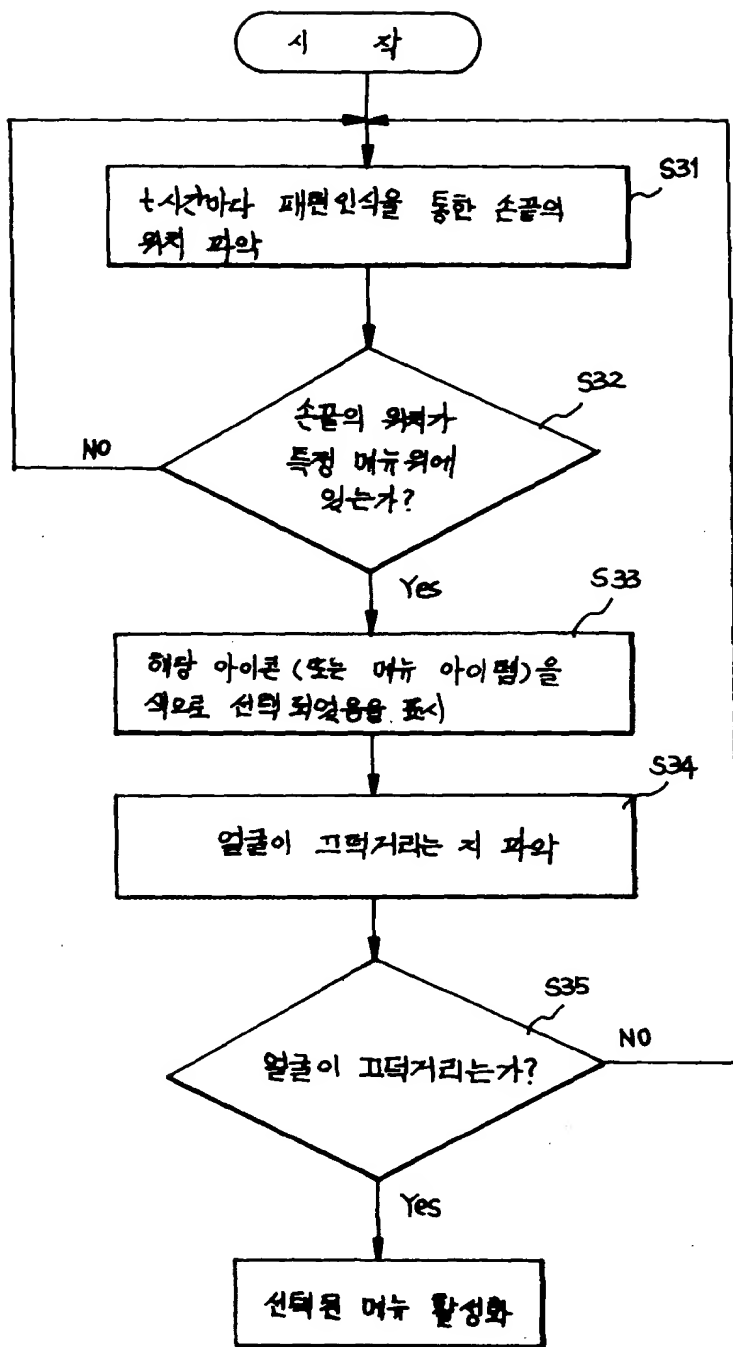 시 작
S31
t시간마다 패턴인식을 통한 손끝의
위치 파악
S32
손끝의 위치가
특정 메뉴위에
있는가?
NO
Yes
S33
해당 아이콘 (또는 메뉴 아이템)을
색으로 선택 되었음을 표시
S34
얼굴이 끄떡거리는 지 파악
S35
얼굴이 끄덕거리는가?
NO
Yes
선택된 메뉴 활성화